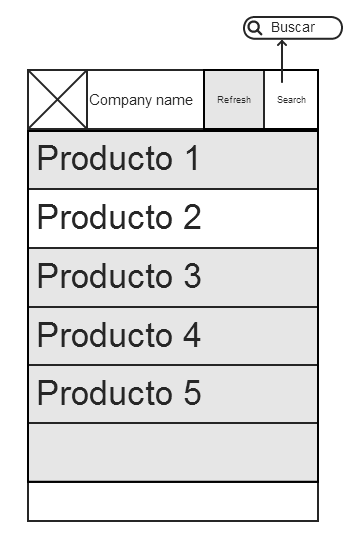 Buscar
Company name
Refresh
Search
Producto 1
Producto 2
Producto 3
Producto 4
Producto 5